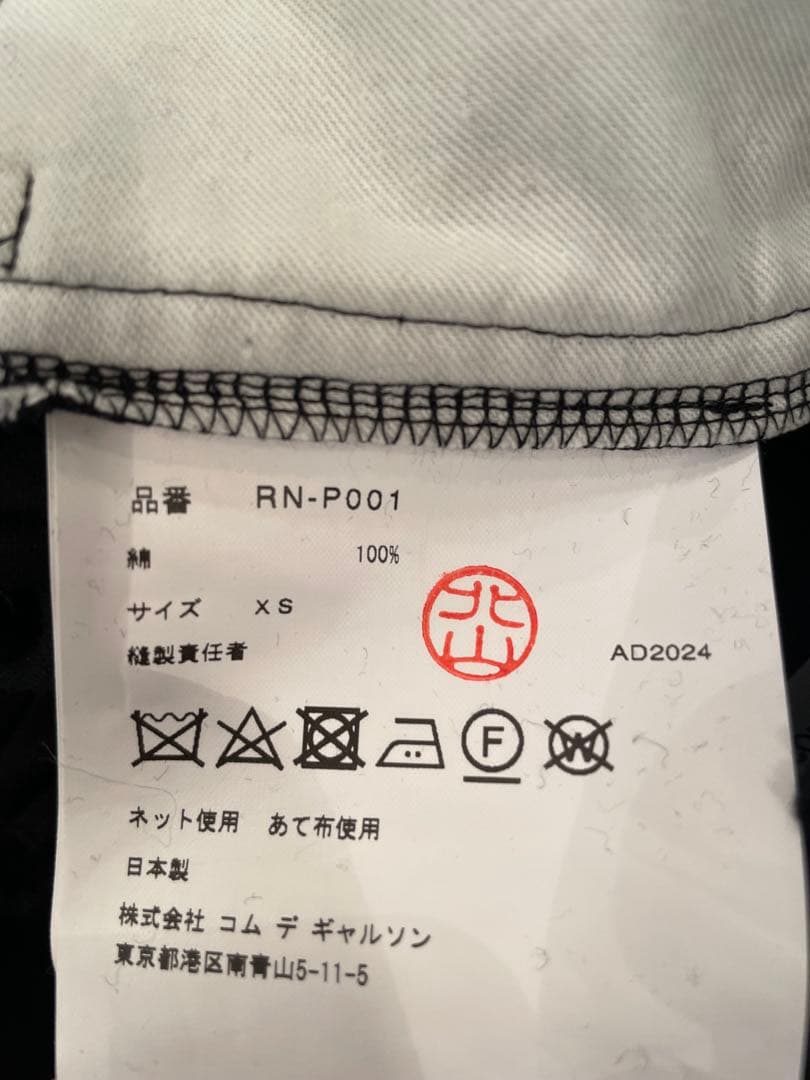 品番 RN-P001
綿 100%
サイズ XS
縫製責任者 北山 AD2024
F W
ネット使用 あて布使用
日本製
株式会社 コム デ ギャルソン
東京都港区南青山5-11-5